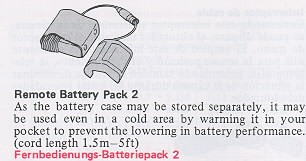 Remote Battery Pack 2
As the battery case may be stored separately, it may
be used even in a cold area by warming it in your
pocket to prevent the lowering in battery performance.
(cord length 1.5m–5ft)
Fernbedienungs-Batteriepack 2